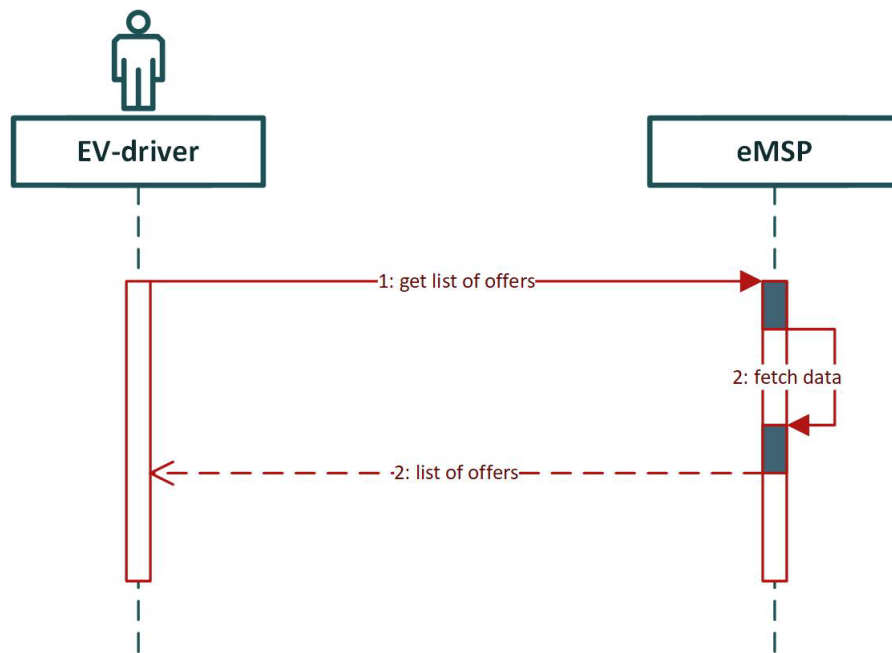 EV-driver
eMSP
1: get list of offers
2: fetch data
2: list of offers